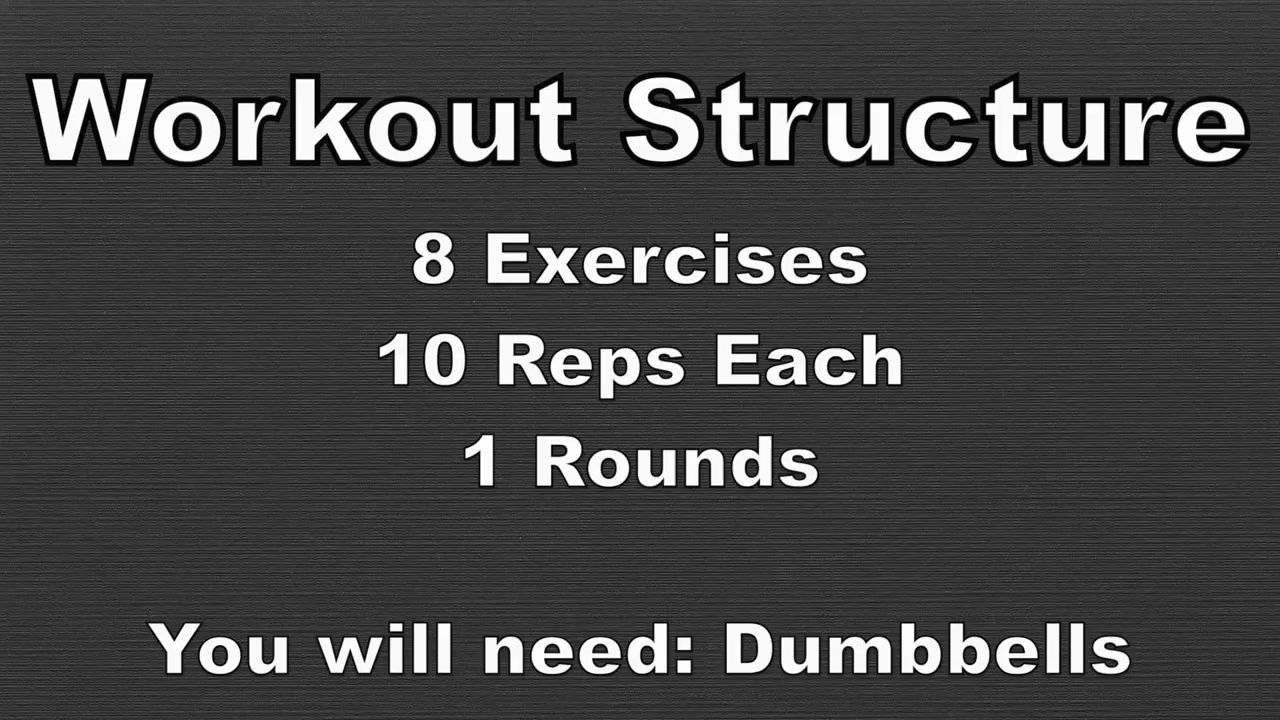 Workout Structure
8 Exercises
10 Reps Each
1 Rounds
You will need: Dumbbells